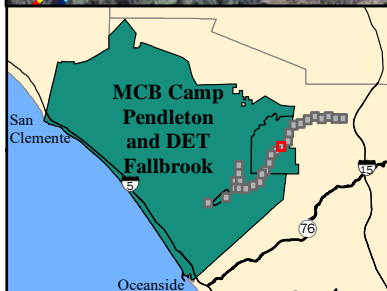 MCB Camp
Pendleton
and DET
Fallbrook
San
Clemente
5
15
76
Oceanside